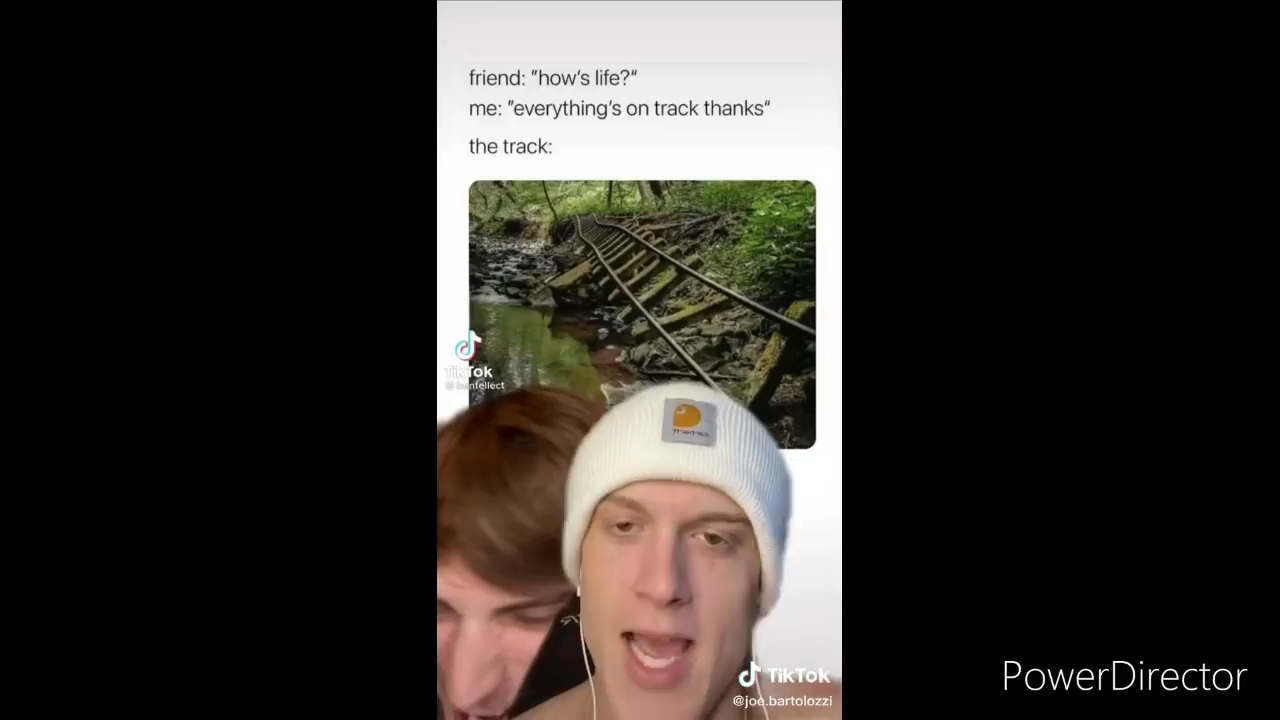 friend: "how's life?"
me: "everything's on track thanks"
the track:
TikTok
TikTok
@joe.bartolozzi
PowerDirector